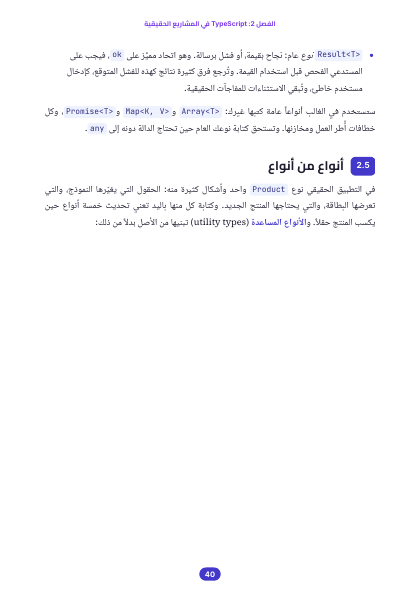 الفصل 2: TypeScript في المشاريع الحقيقية
• Result<T> نوع عام: نجاح بقيمة، أو فشل برسالة. وهو اتحاد مميّز على ok، فيجب على
المستدعي الفحص قبل استخدام القيمة. وتُرجع فرق كثيرة نتائج كهذه للفشل المتوقع، كإدخال
مستخدم خاطئ، وتُبقي الاستثناءات للمفاجآت الحقيقية.
ستستخدم في الغالب أنواعاً عامة كتبها غيرك: Array<T> و Map<K, V> و Promise<T>، وكل
خطافات أُطر العمل ومخازنها. وتستحق كتابة نوعك العام حين تحتاج الدالة دونه إلى any.
2.5 أنواع من أنواع
في التطبيق الحقيقي نوع Product واحد وأشكال كثيرة منه: الحقول التي يغيّرها النموذج، والتي
تعرضها البطاقة، والتي يحتاجها المنتج الجديد. وكتابة كل منها باليد تعني تحديث خمسة أنواع حين
يكسب المنتج حقلاً. والأنواع المساعدة (utility types) تبنيها من الأصل بدلاً من ذلك:
40